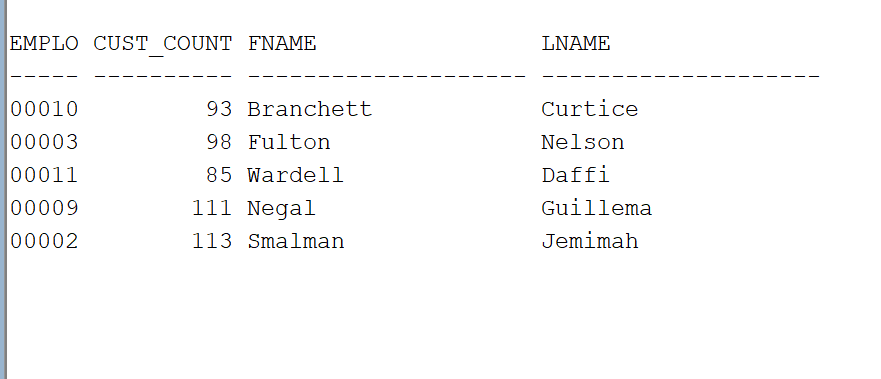 EMPLO CUST_COUNT FNAME                LNAME
----- ---------- -------------------- --------------------
00010         93 Branchett            Curtice
00003         98 Fulton               Nelson
00011         85 Wardell              Daffi
00009        111 Negal                Guillema
00002        113 Smalman              Jemimah